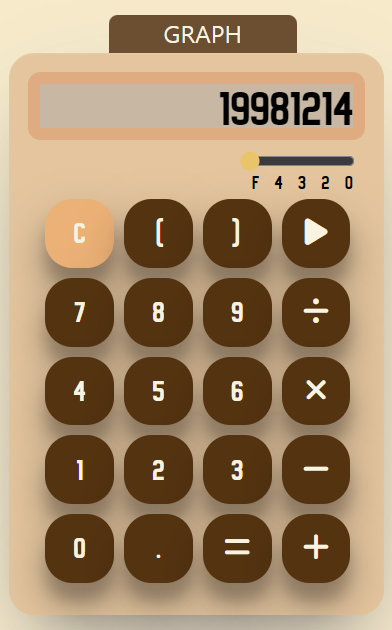 GRAPH
19981214
F 4 3 2 0
C ( ) ▶
7 8 9 ÷
4 5 6 ×
1 2 3 −
0 . = +